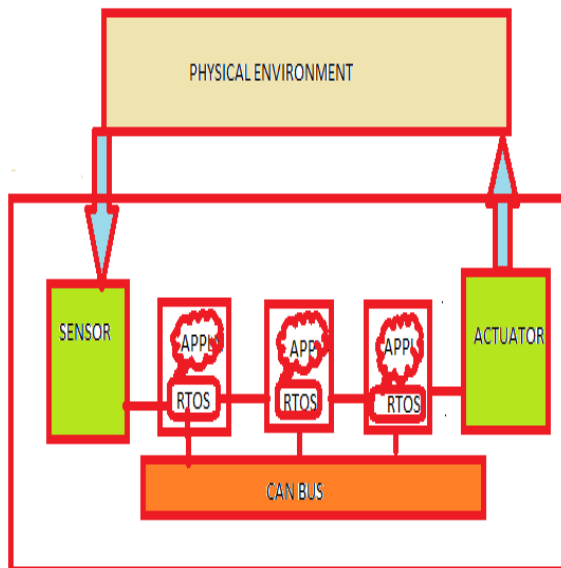 PHYSICAL ENVIRONMENT
SENSOR
ACTUATOR
APPL
APPL
APPL
RTOS
RTOS
RTOS
CAN BUS